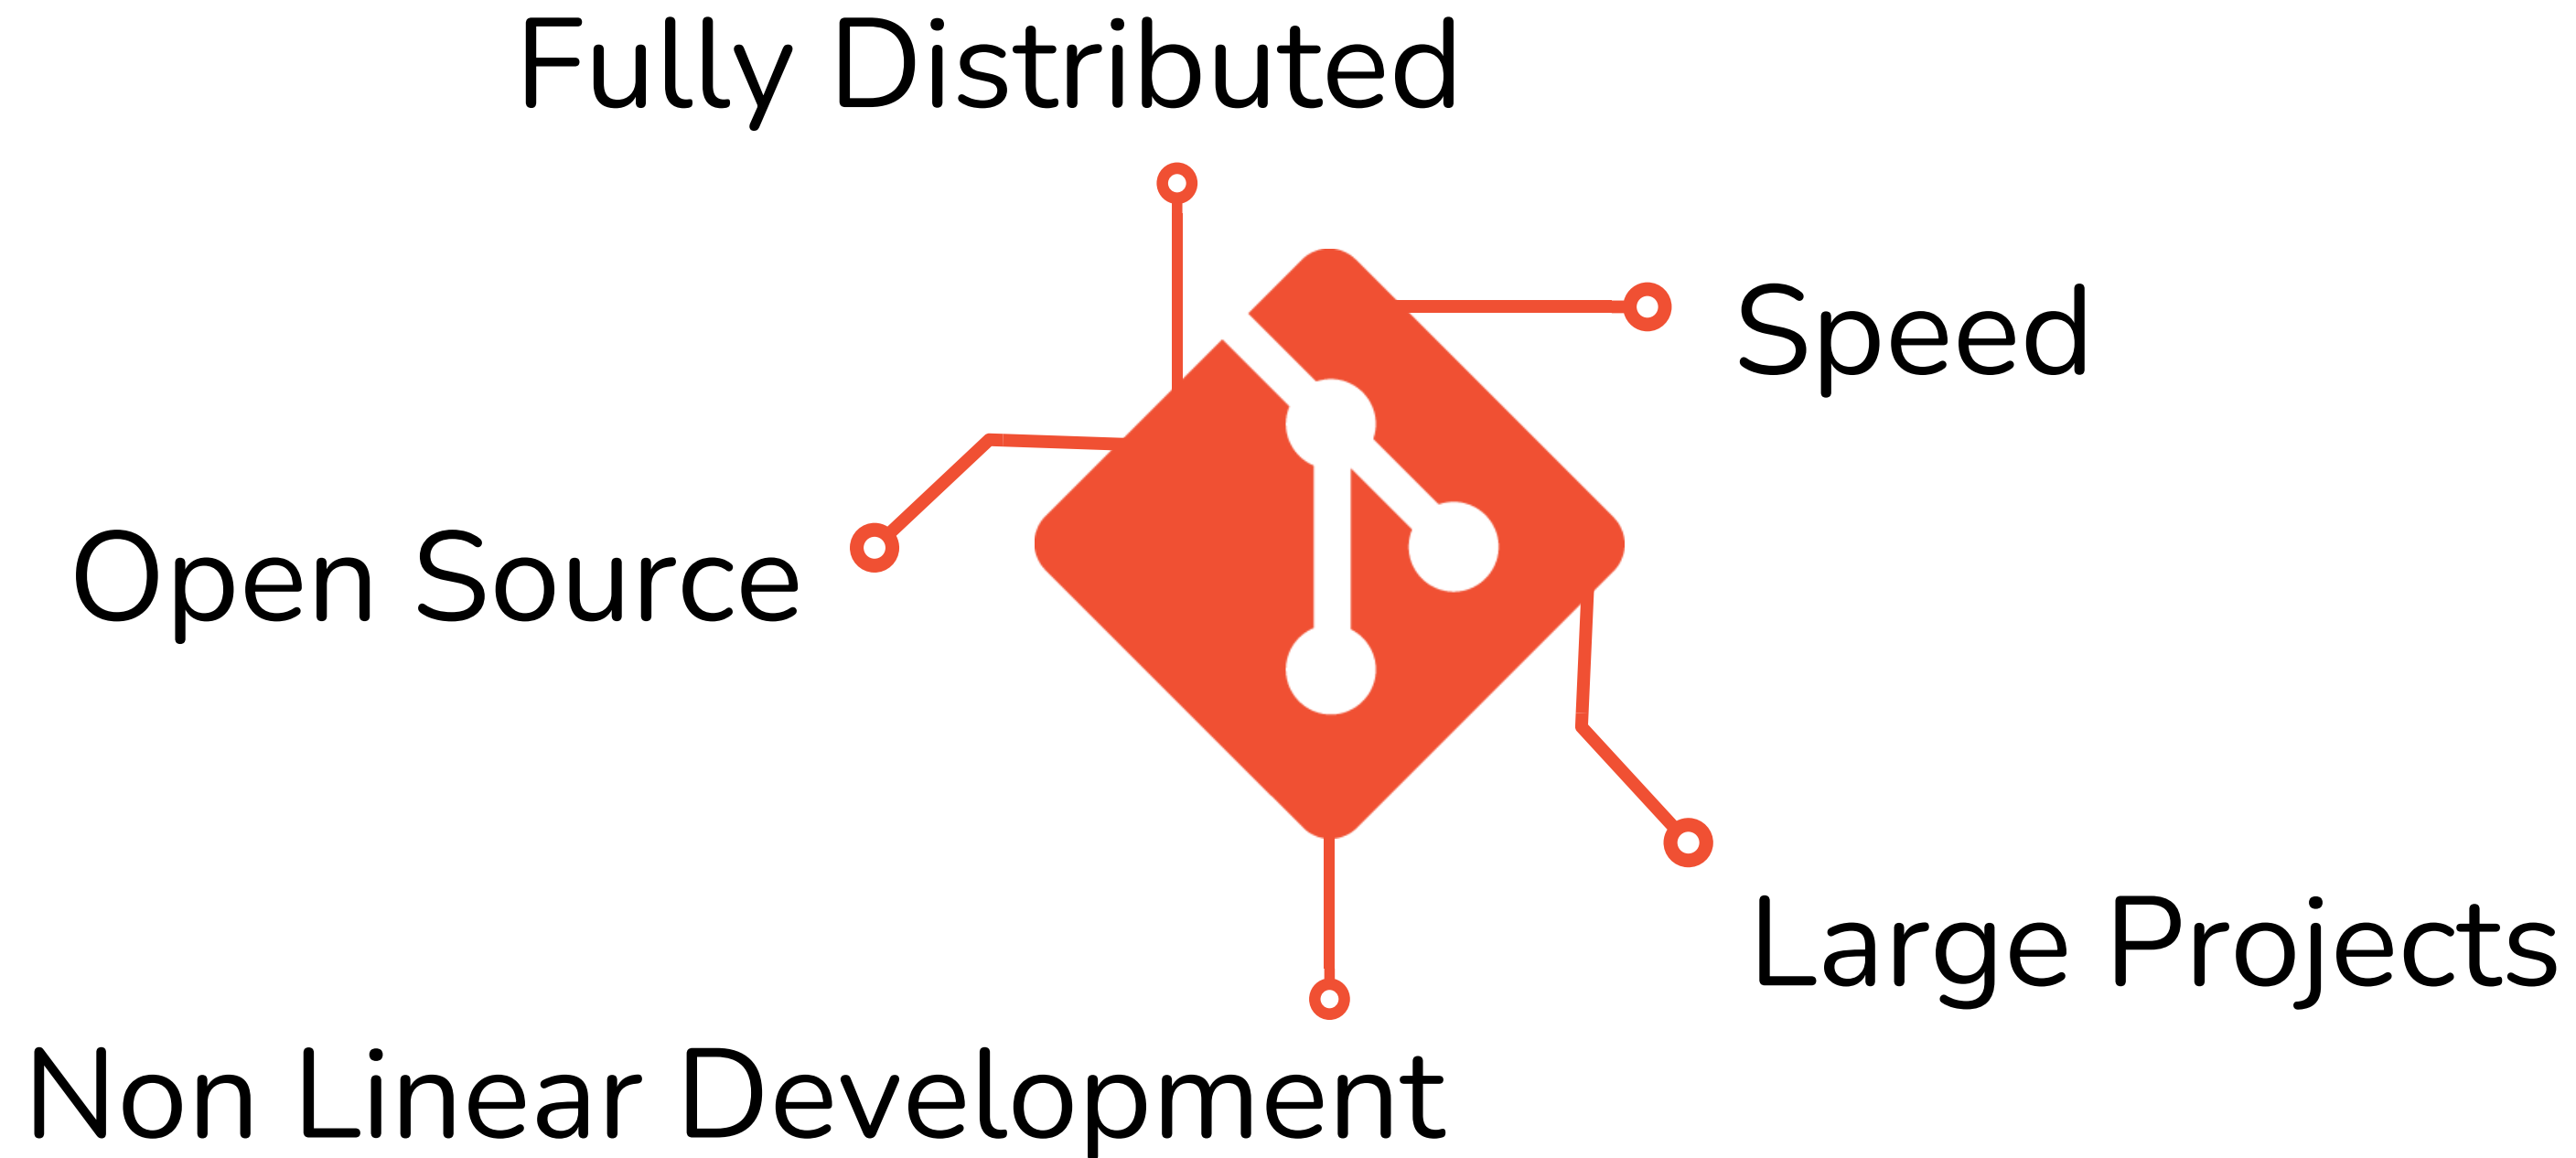 Fully Distributed
Speed
Open Source
Large Projects
Non Linear Development